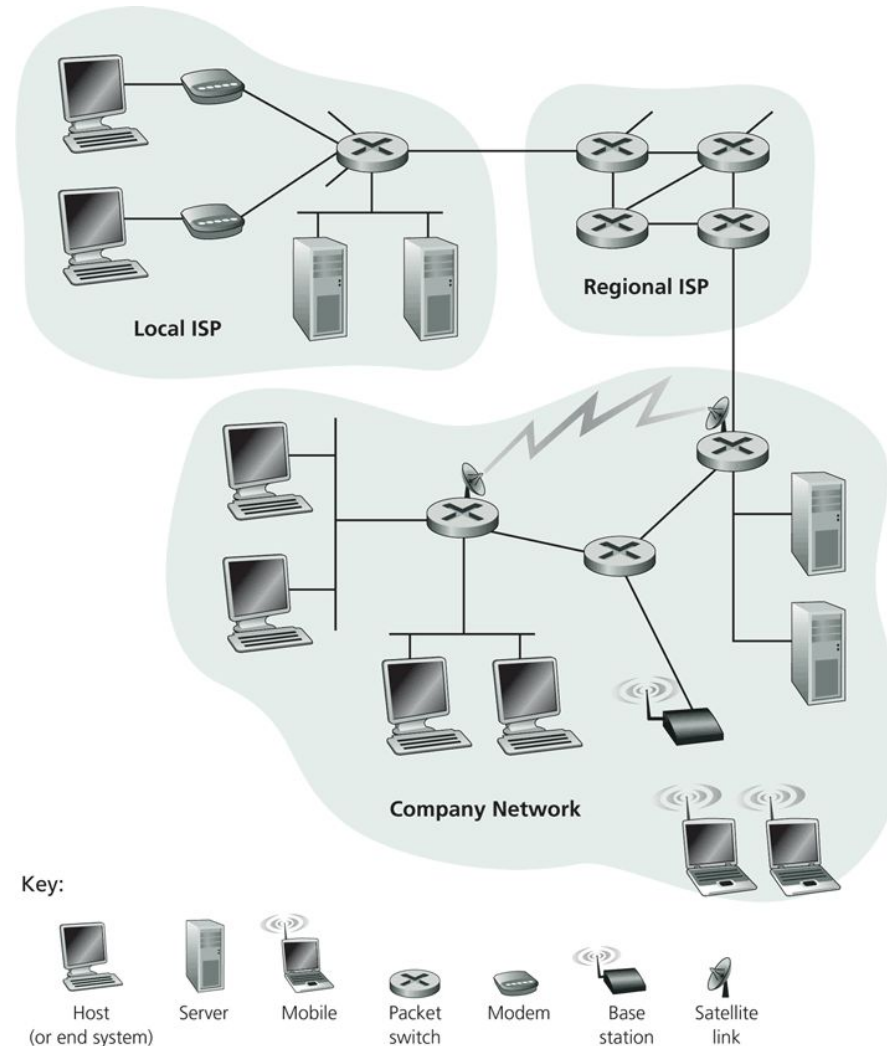 Local ISP
Regional ISP
Company Network
Key:
Host
(or end system)
Server
Mobile
Packet
switch
Modem
Base
station
Satellite
link